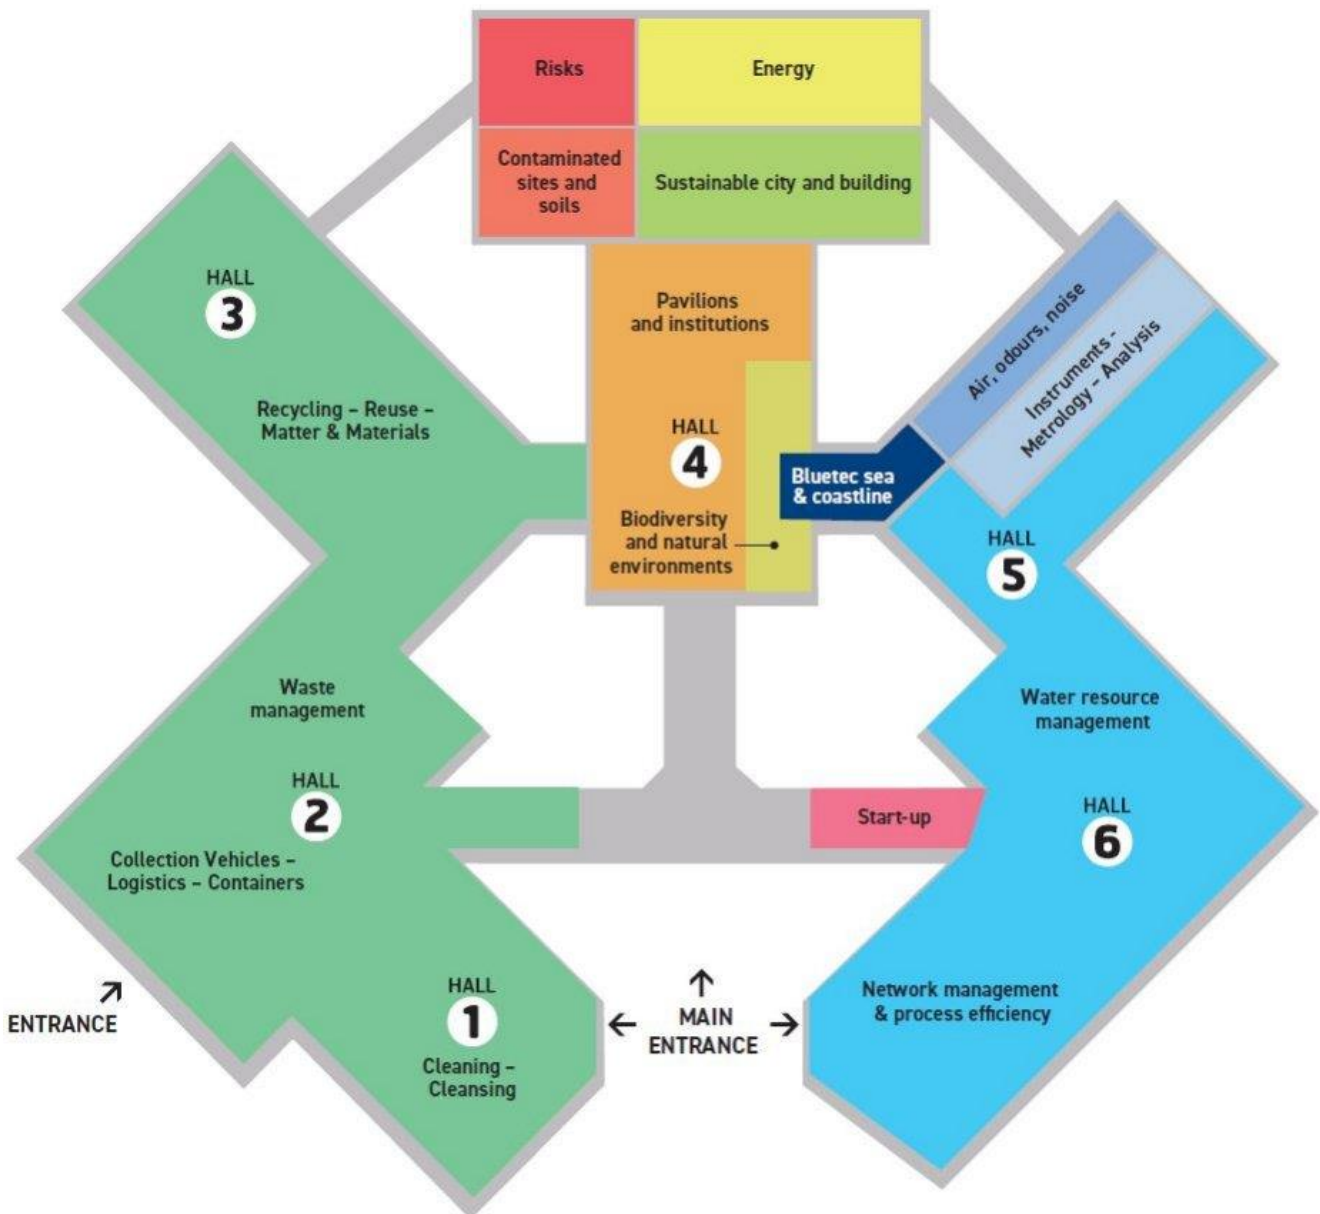 Risks
Energy
Contaminated
sites and
soils
Sustainable city and building
HALL
3
Pavilions
and institutions
Air, odours, noise
Instruments -
Metrology – Analysis
Recycling – Reuse –
Matter & Materials
HALL
4
Bluetec sea
& coastline
Biodiversity
and natural
environments
HALL
5
Waste
management
Water resource
management
HALL
2
Start-up
HALL
6
Collection Vehicles –
Logistics – Containers
ENTRANCE
HALL
1
Cleaning –
Cleansing
MAIN
ENTRANCE
Network management
& process efficiency